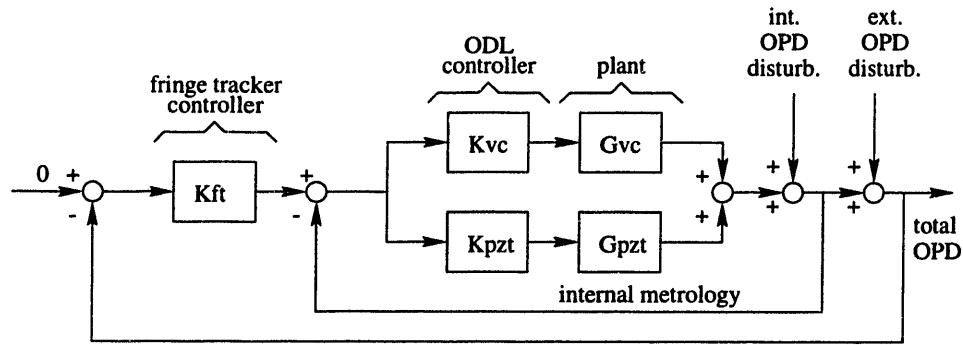 int.
OPD
disturb.
ext.
OPD
disturb.
ODL
controller
plant
fringe tracker
controller
Kvc
Gvc
0
+
-
Kft
+
-
+
+
+
+
+
+
Kpzt
Gpzt
total
OPD
internal metrology